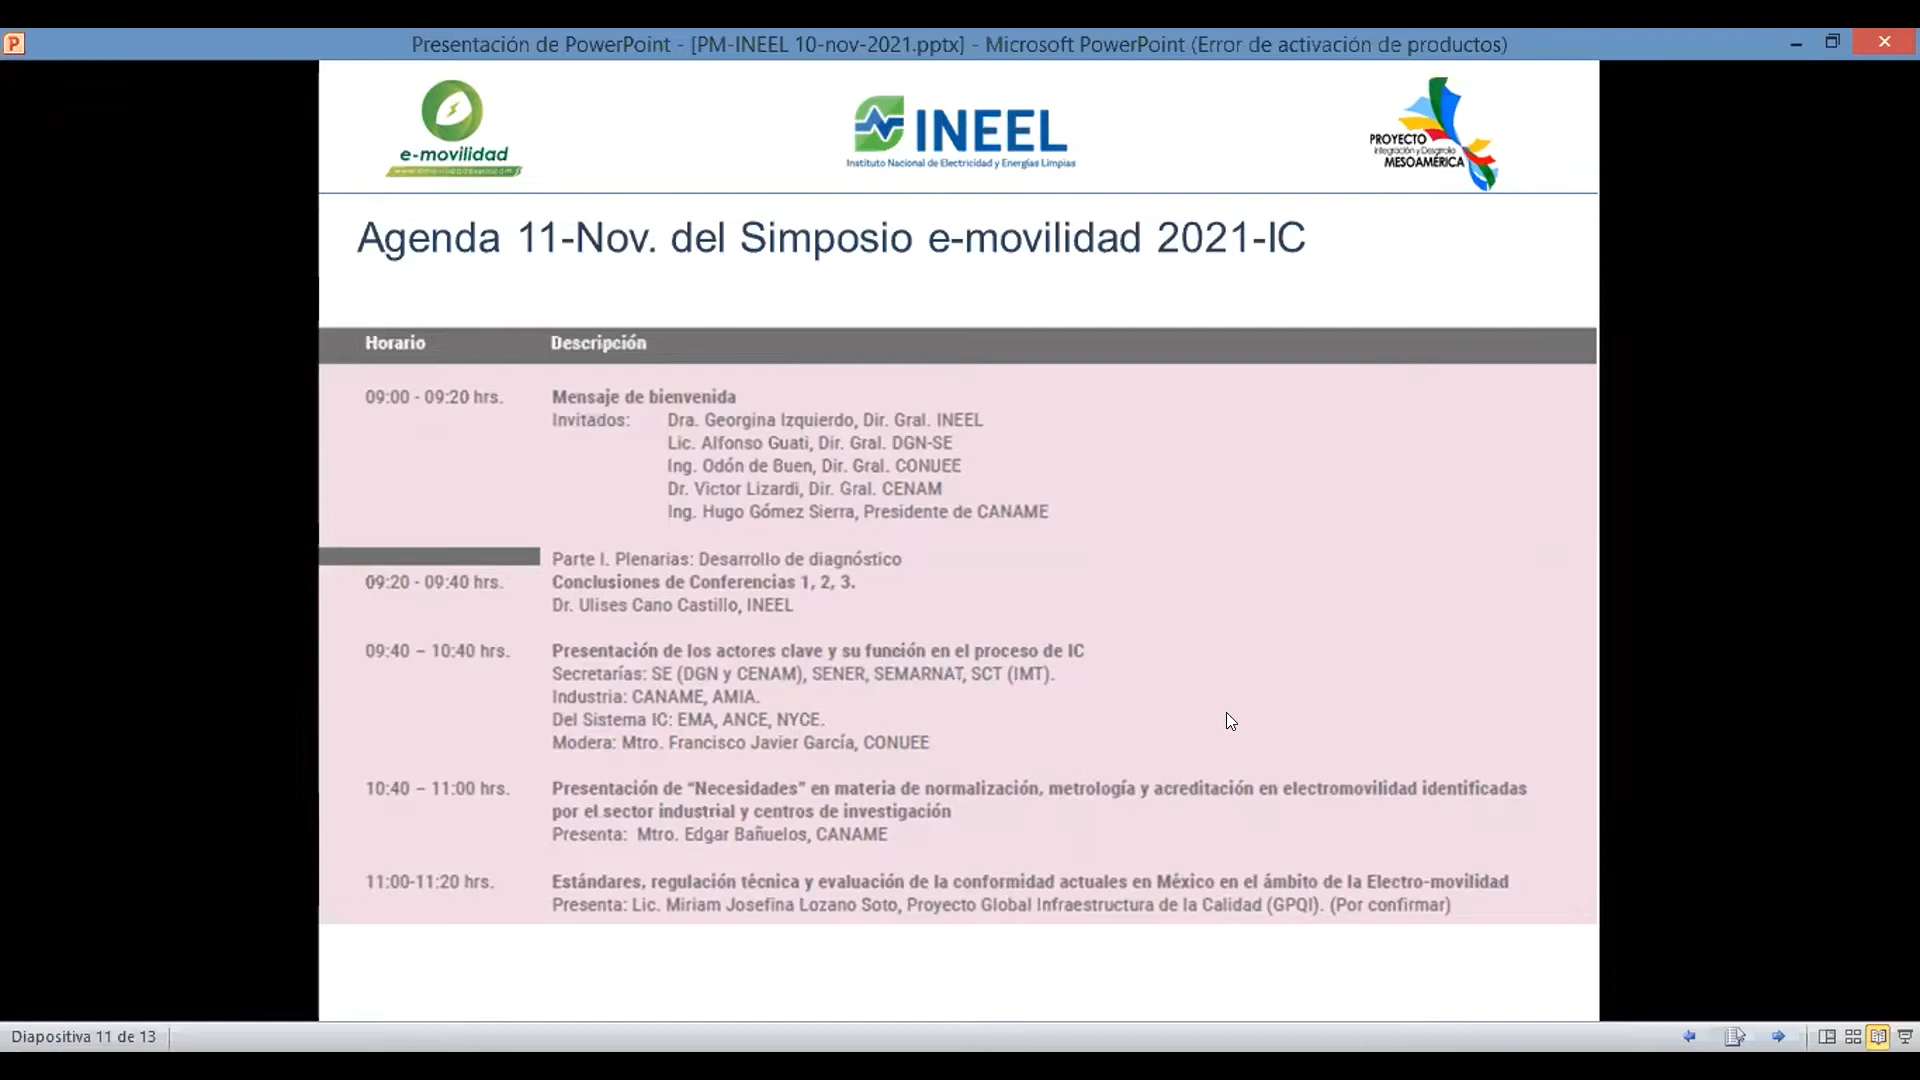 Presentación de PowerPoint - [PM-INEEL 10-nov-2021.pptx] - Microsoft PowerPoint (Error de activación de productos)
e-movilidad
INEEL
Instituto Nacional de Electricidad y Energías Limpias
PROYECTO
Integración y Desarrollo
MESOAMÉRICA
Agenda 11-Nov. del Simposio e-movilidad 2021-IC
Horario Descripción
09:00 - 09:20 hrs. Mensaje de bienvenida
Invitados: Dra. Georgina Izquierdo, Dir. Gral. INEEL
Lic. Alfonso Guati, Dir. Gral. DGN-SE
Ing. Odón de Buen, Dir. Gral. CONUEE
Dr. Victor Lizardi, Dir. Gral. CENAM
Ing. Hugo Gómez Sierra, Presidente de CANAME
Parte I. Plenarias: Desarrollo de diagnóstico
09:20 - 09:40 hrs. Conclusiones de Conferencias 1, 2, 3.
Dr. Ulises Cano Castillo, INEEL
09:40 – 10:40 hrs. Presentación de los actores clave y su función en el proceso de IC
Secretarías: SE (DGN y CENAM), SENER, SEMARNAT, SCT (IMT).
Industria: CANAME, AMIA.
Del Sistema IC: EMA, ANCE, NYCE.
Modera: Mtro. Francisco Javier García, CONUEE
10:40 – 11:00 hrs. Presentación de “Necesidades” en materia de normalización, metrología y acreditación en electromovilidad identificadas
por el sector industrial y centros de investigación
Presenta: Mtro. Edgar Bañuelos, CANAME
11:00-11:20 hrs. Estándares, regulación técnica y evaluación de la conformidad actuales en México en el ámbito de la Electro-movilidad
Presenta: Lic. Miriam Josefina Lozano Soto, Proyecto Global Infraestructura de la Calidad (GPQI). (Por confirmar)
Diapositiva 11 de 13